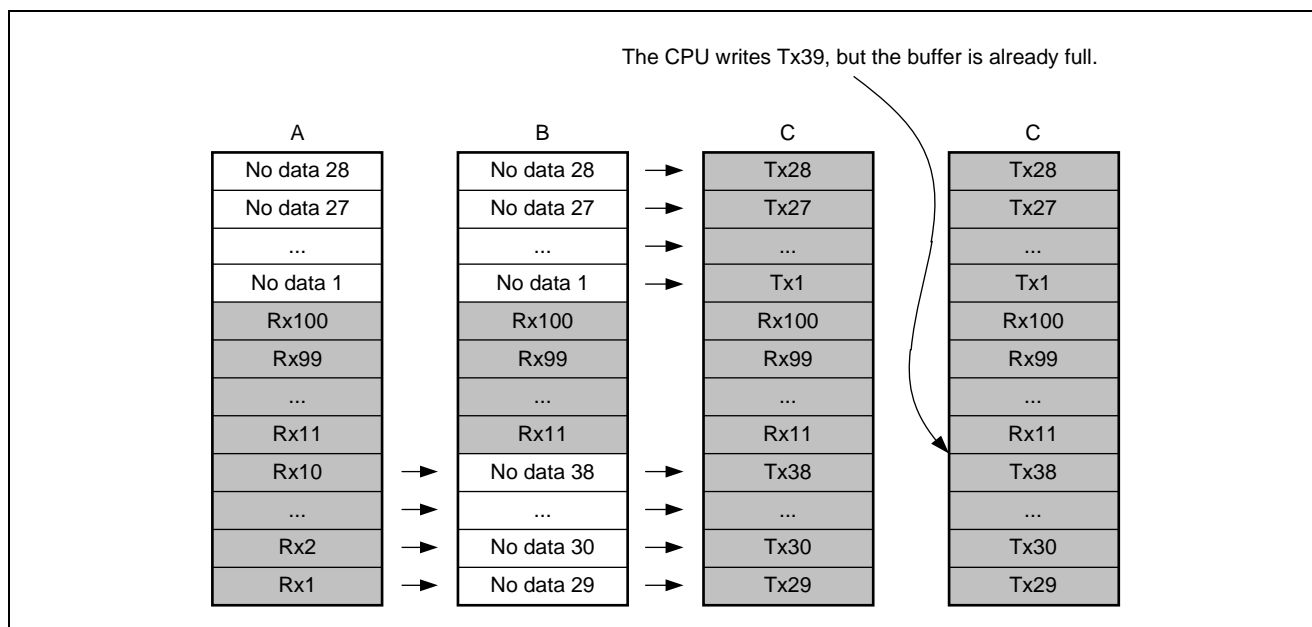 The CPU writes Tx39, but the buffer is already full.
A
No data 28
No data 27
...
No data 1
Rx100
Rx99
...
Rx11
Rx10
...
Rx2
Rx1
B
No data 28
No data 27
...
No data 1
Rx100
Rx99
...
Rx11
No data 38
...
No data 30
No data 29
C
Tx28
Tx27
...
Tx1
Rx100
Rx99
...
Rx11
Tx38
...
Tx30
Tx29
C
Tx28
Tx27
...
Tx1
Rx100
Rx99
...
Rx11
Tx38
...
Tx30
Tx29